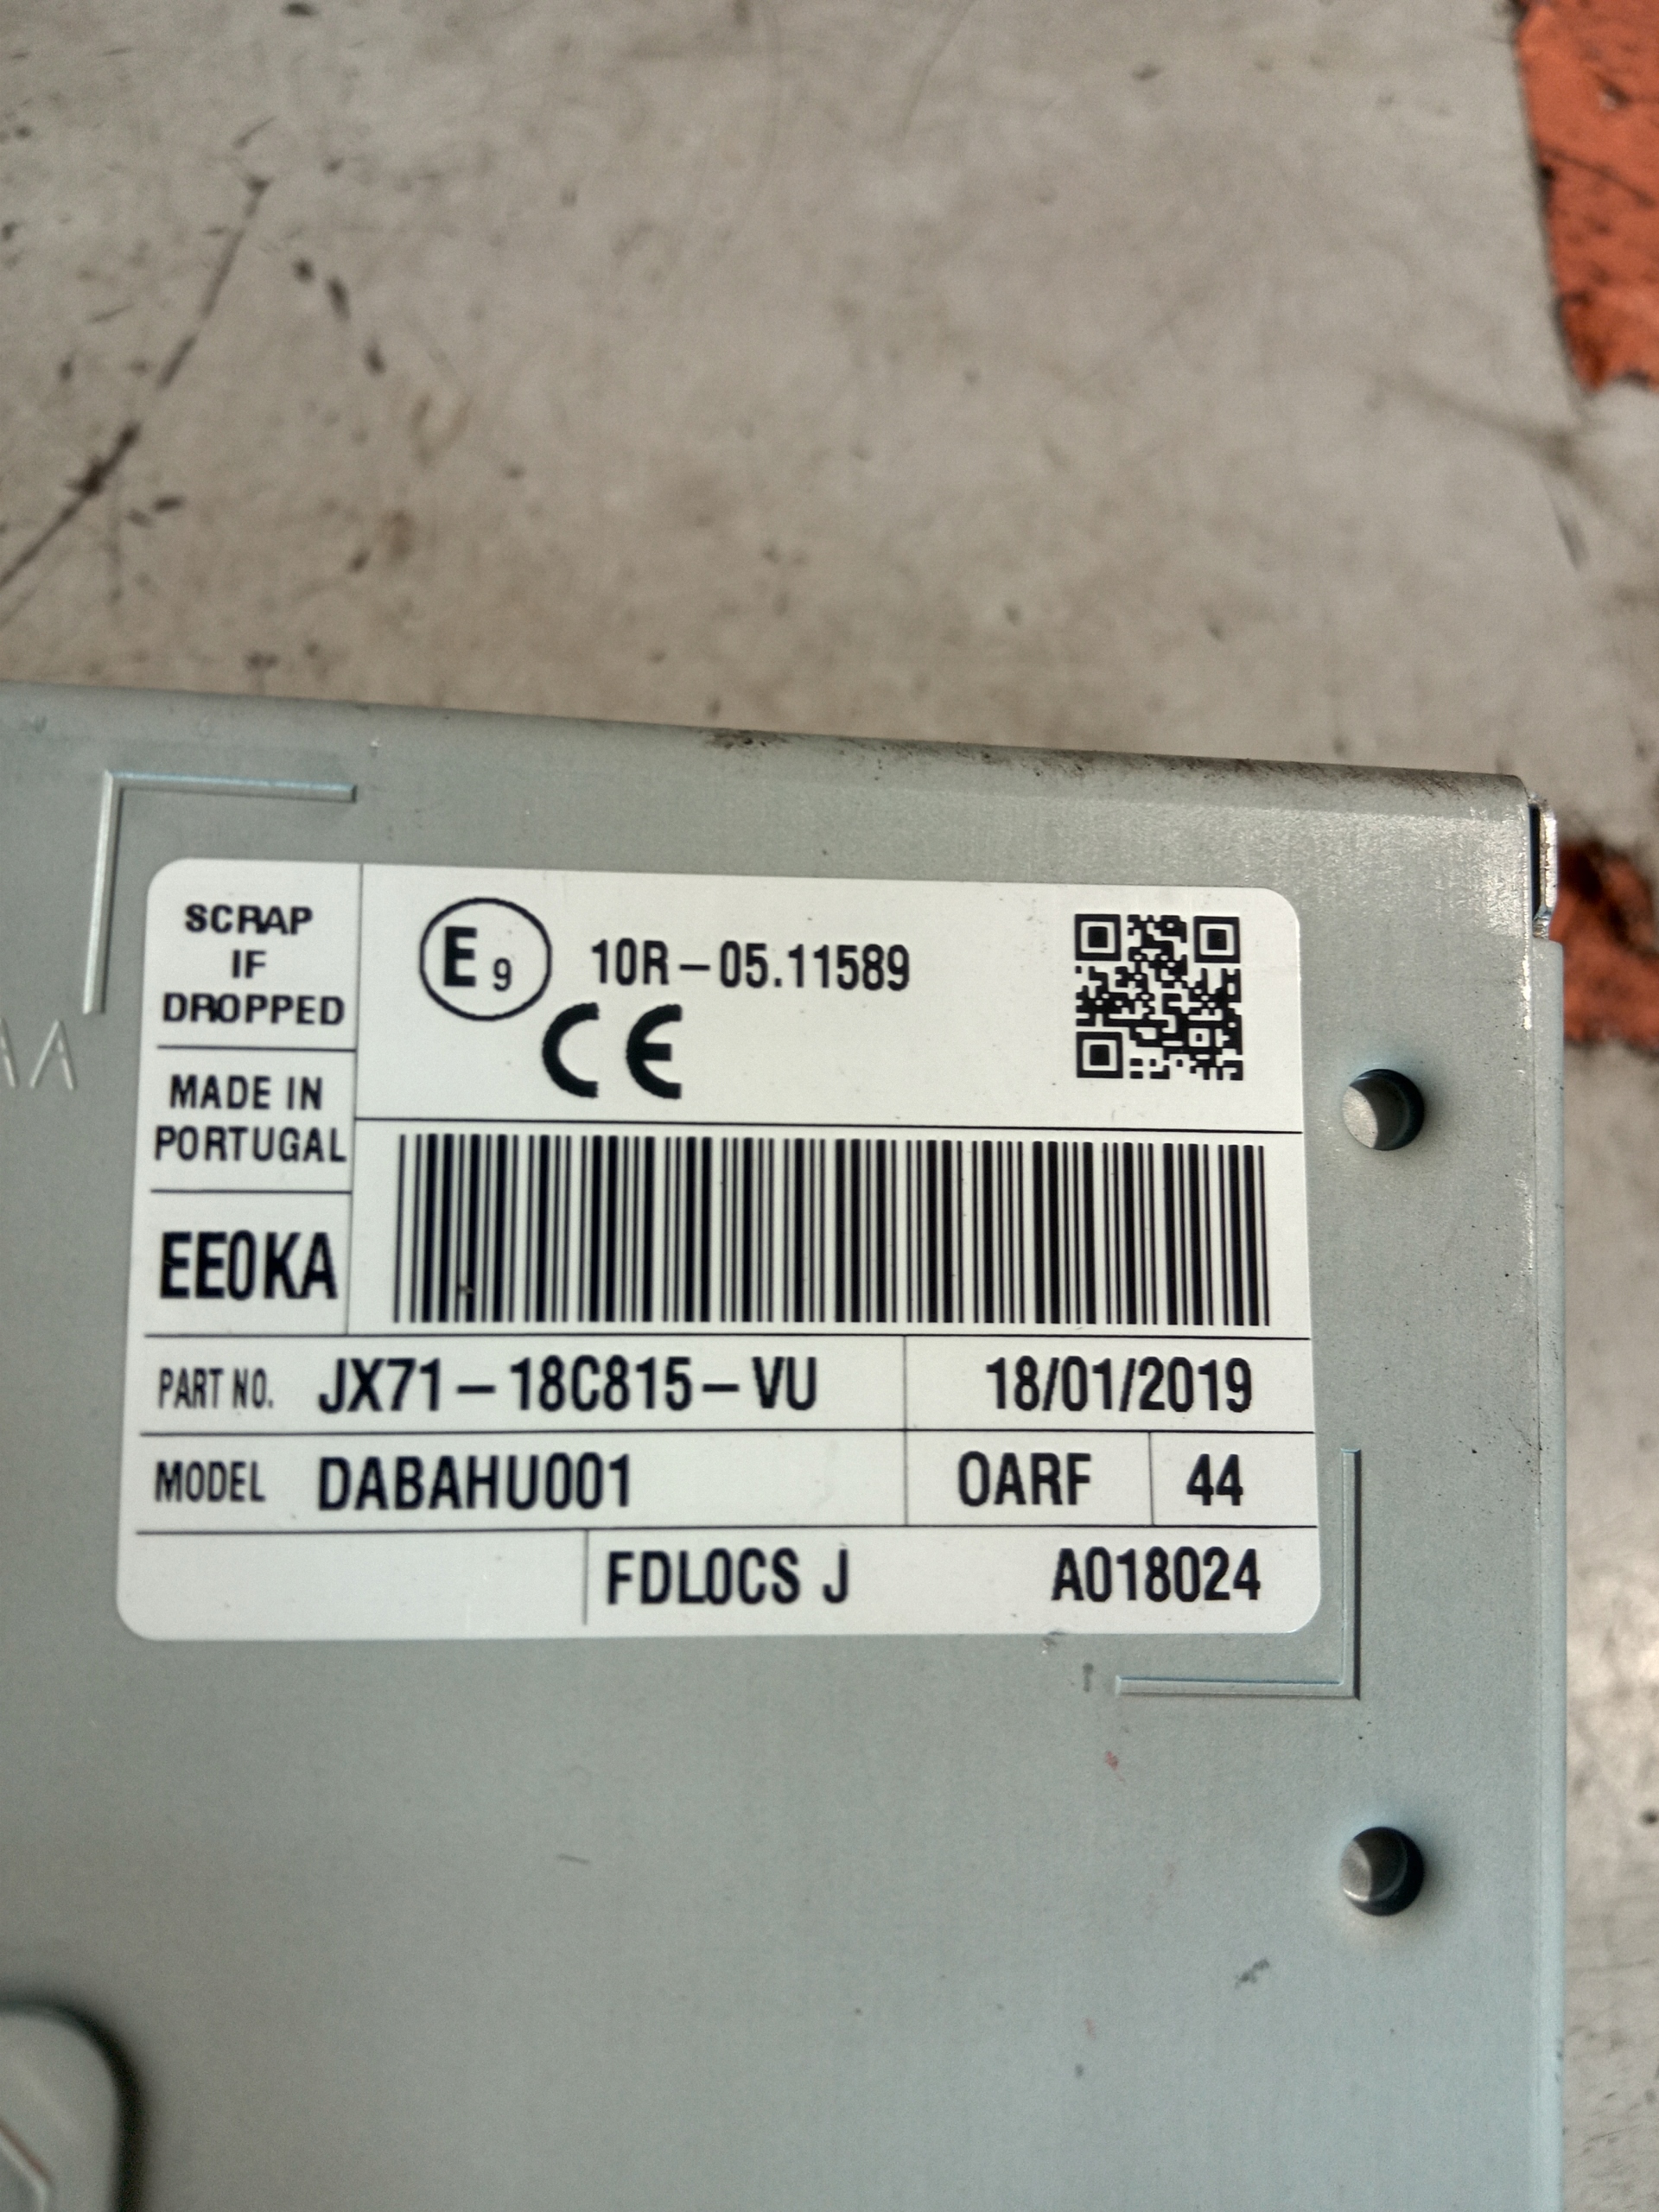 SCRAP
IF
DROPPED
MADE IN
PORTUGAL
EE0KA
E 9 10R-05.11589
CE
PART NO. JX71-18C815-VU 18/01/2019
MODEL DABAHU001 OARF 44
FDL0CS J A018024